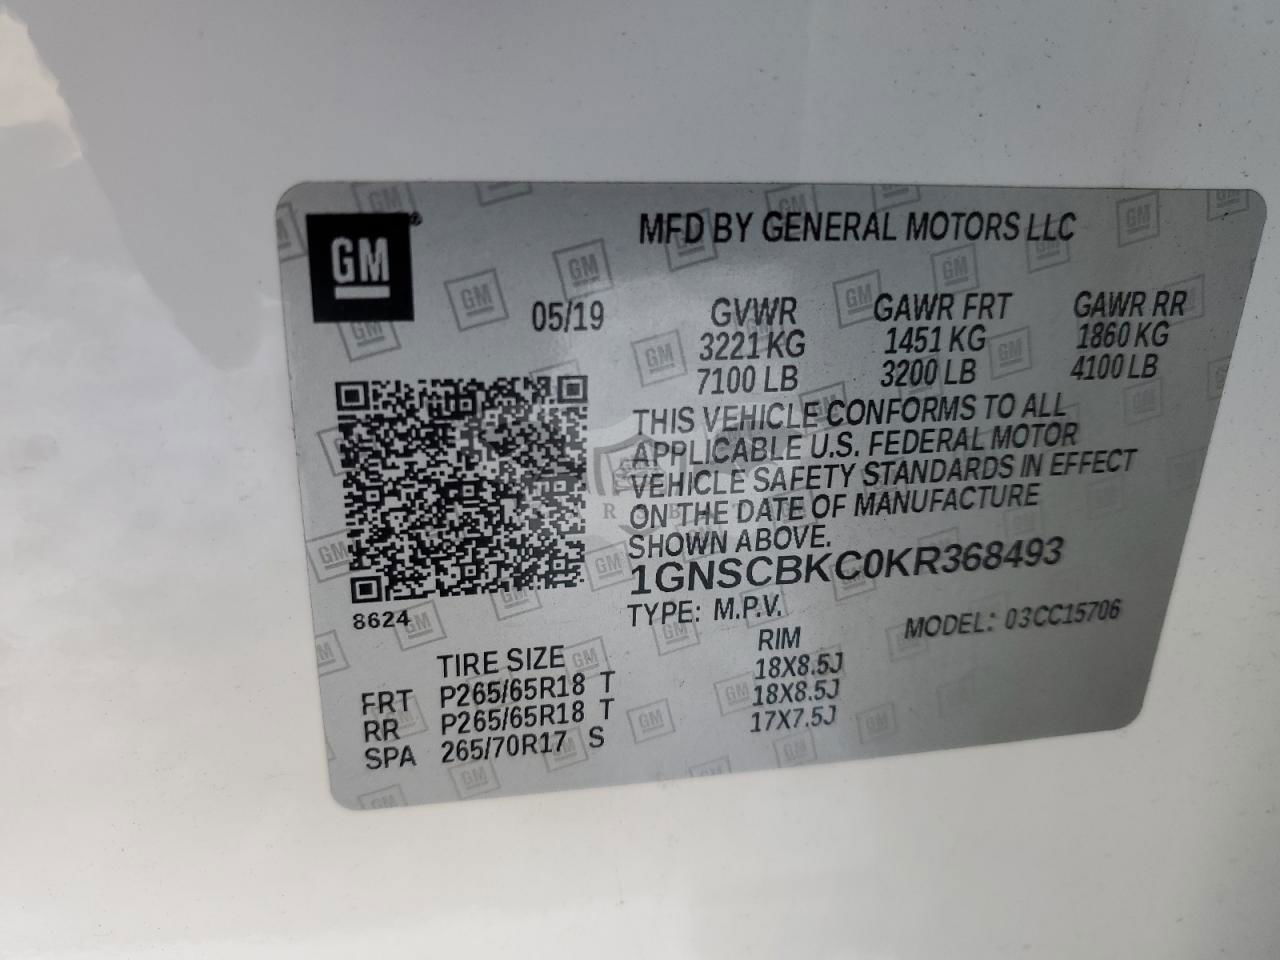 GM®
MFD BY GENERAL MOTORS LLC
05/19
GVWR GAWR FRT GAWR RR
3221 KG 1451 KG 1860 KG
7100 LB 3200 LB 4100 LB
THIS VEHICLE CONFORMS TO ALL
APPLICABLE U.S. FEDERAL MOTOR
VEHICLE SAFETY STANDARDS IN EFFECT
ON THE DATE OF MANUFACTURE
SHOWN ABOVE.
1GNSCBKC0KR368493
8624
TYPE: M.P.V. MODEL: 03CC15706
TIRE SIZE RIM
FRT P265/65R18 T 18X8.5J
RR P265/65R18 T 18X8.5J
SPA 265/70R17 S 17X7.5J